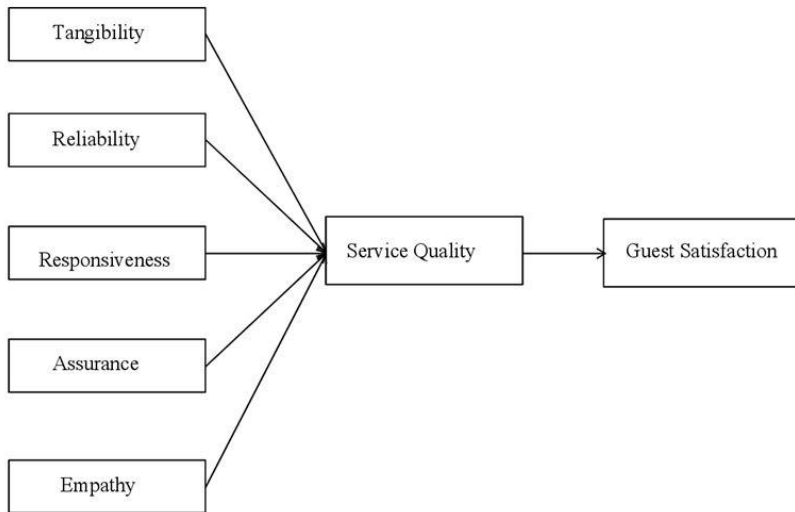 Tangibility
Reliability
Responsiveness
Service Quality
Guest Satisfaction
Assurance
Empathy